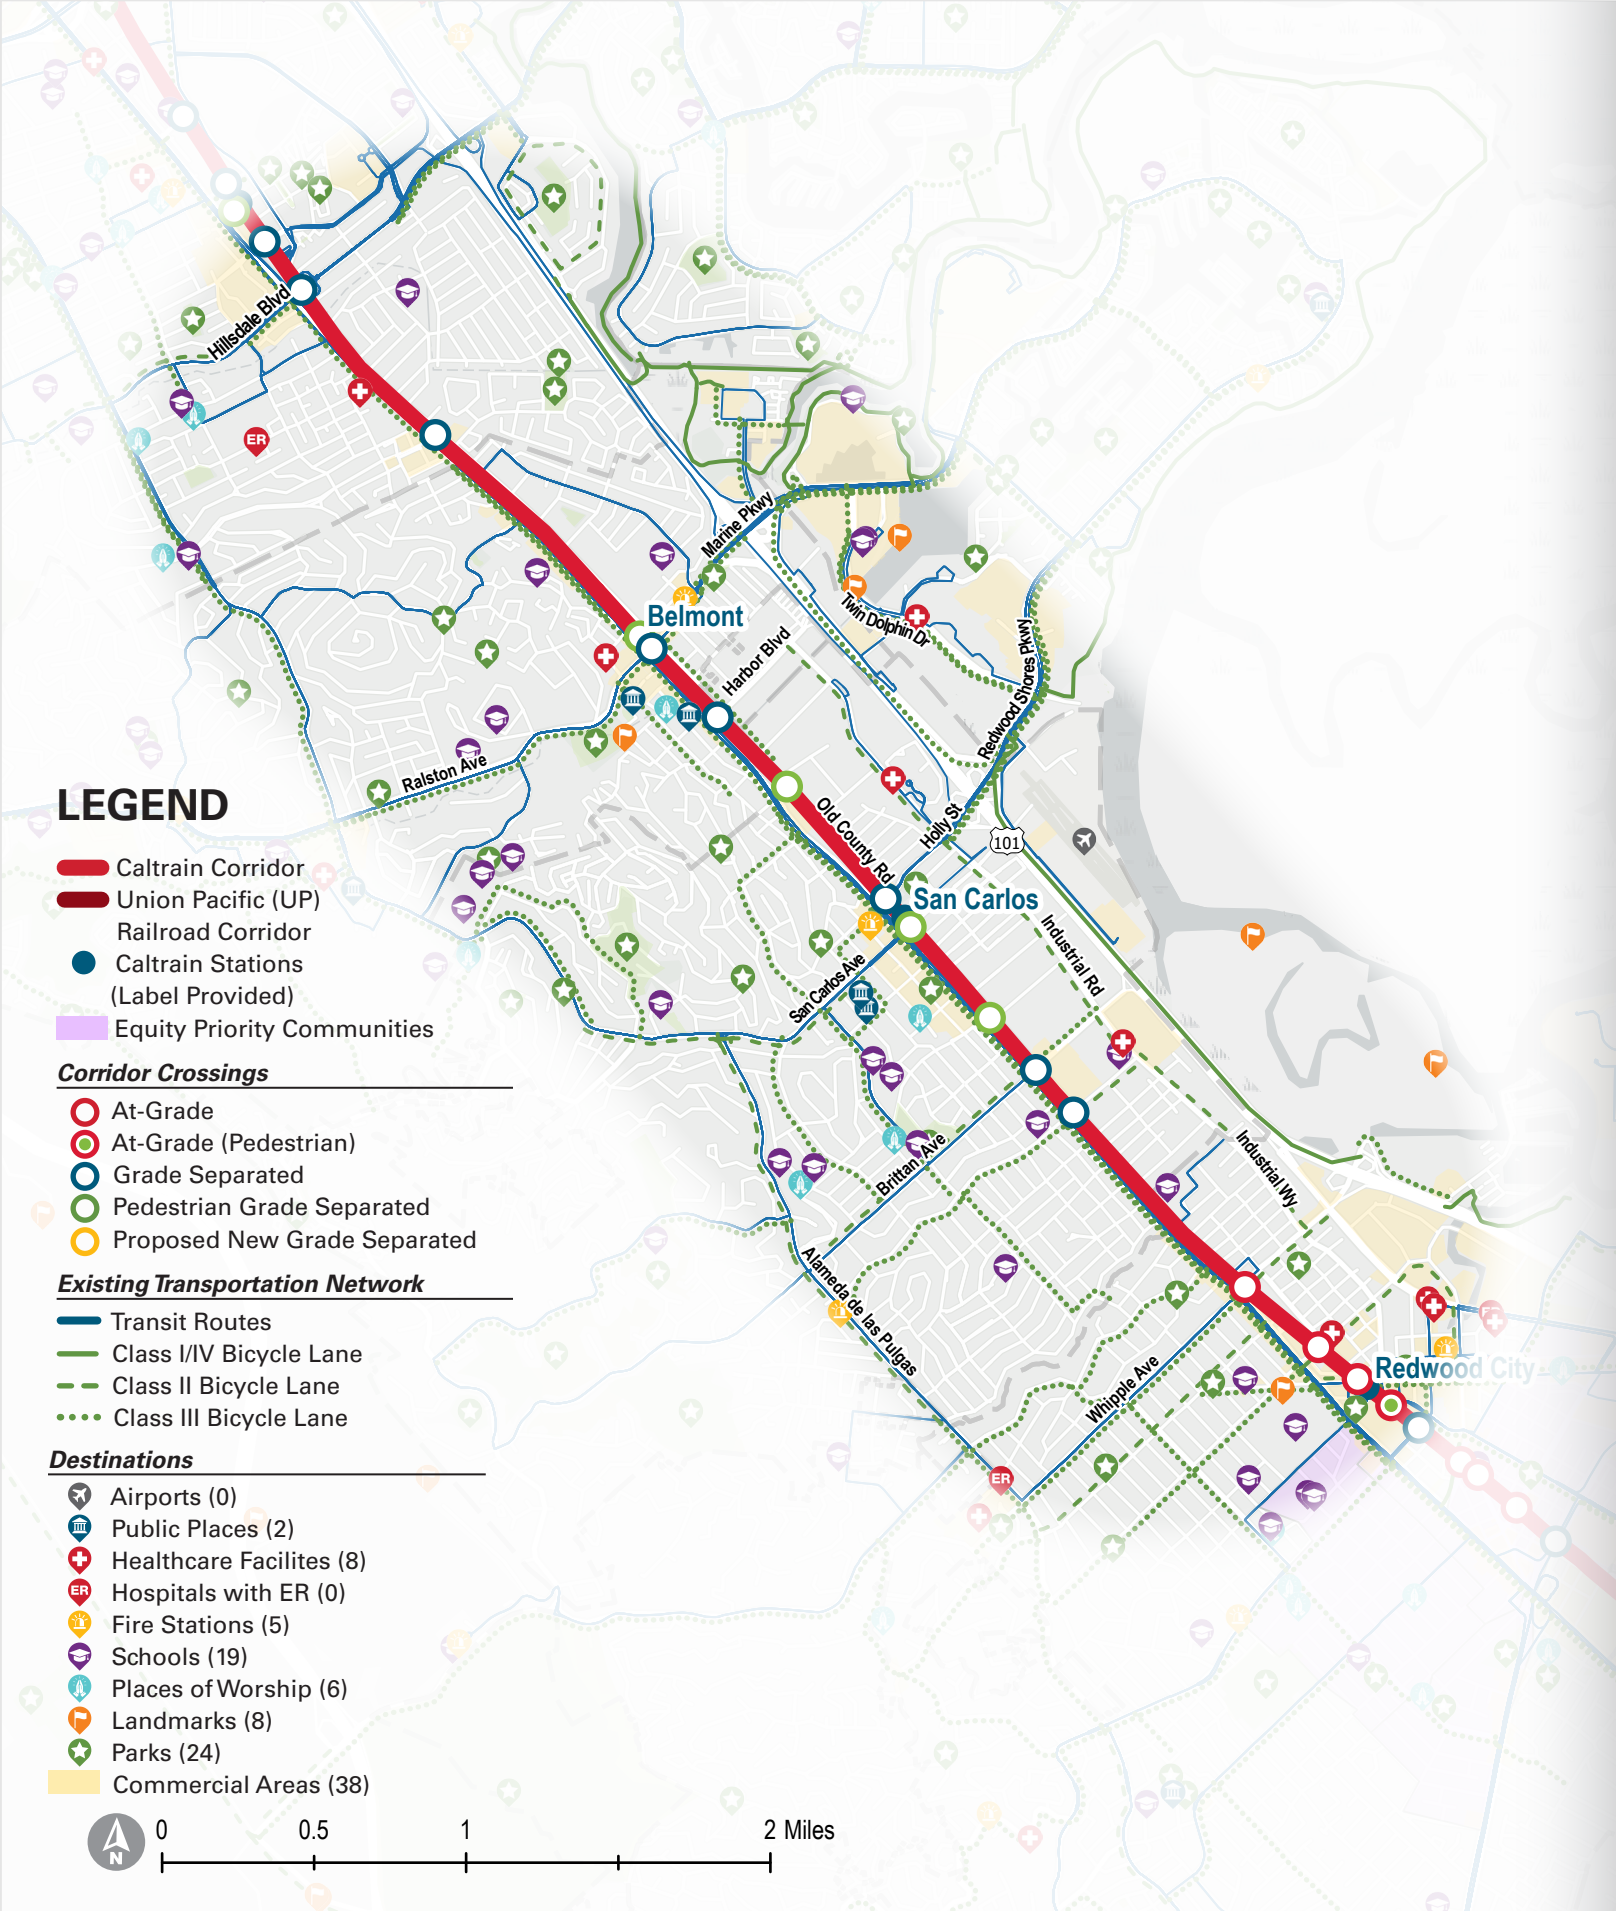 Hillsdale Blvd
Marine Pkwy
Belmont
Twin Dolphin Dr
Harbor Blvd
Redwood Shores Pkwy
Ralston Ave
Old County Rd
Holly St
101
San Carlos
Industrial Rd
San Carlos Ave
Brittan Ave
Industrial Wy
Alameda de las Pulgas
Whipple Ave
Redwood City
ER
ER
LEGEND
Caltrain Corridor
Union Pacific (UP)
Railroad Corridor
Caltrain Stations
(Label Provided)
Equity Priority Communities
Corridor Crossings
At-Grade
At-Grade (Pedestrian)
Grade Separated
Pedestrian Grade Separated
Proposed New Grade Separated
Existing Transportation Network
Transit Routes
Class I/IV Bicycle Lane
Class II Bicycle Lane
Class III Bicycle Lane
Destinations
Airports (0)
Public Places (2)
Healthcare Facilites (8)
ER Hospitals with ER (0)
Fire Stations (5)
Schools (19)
Places of Worship (6)
Landmarks (8)
Parks (24)
Commercial Areas (38)
N
0 0.5 1 2 Miles